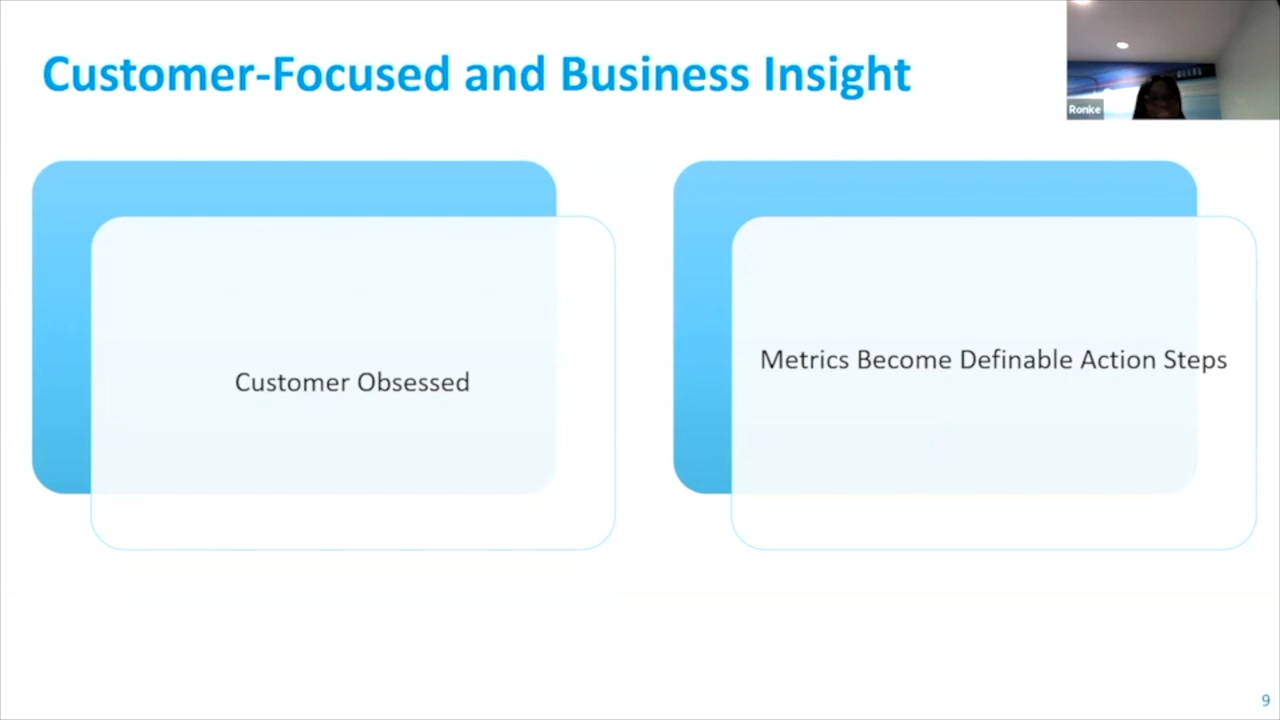 Customer-Focused and Business Insight
Ronke
Customer Obsessed
Metrics Become Definable Action Steps
9